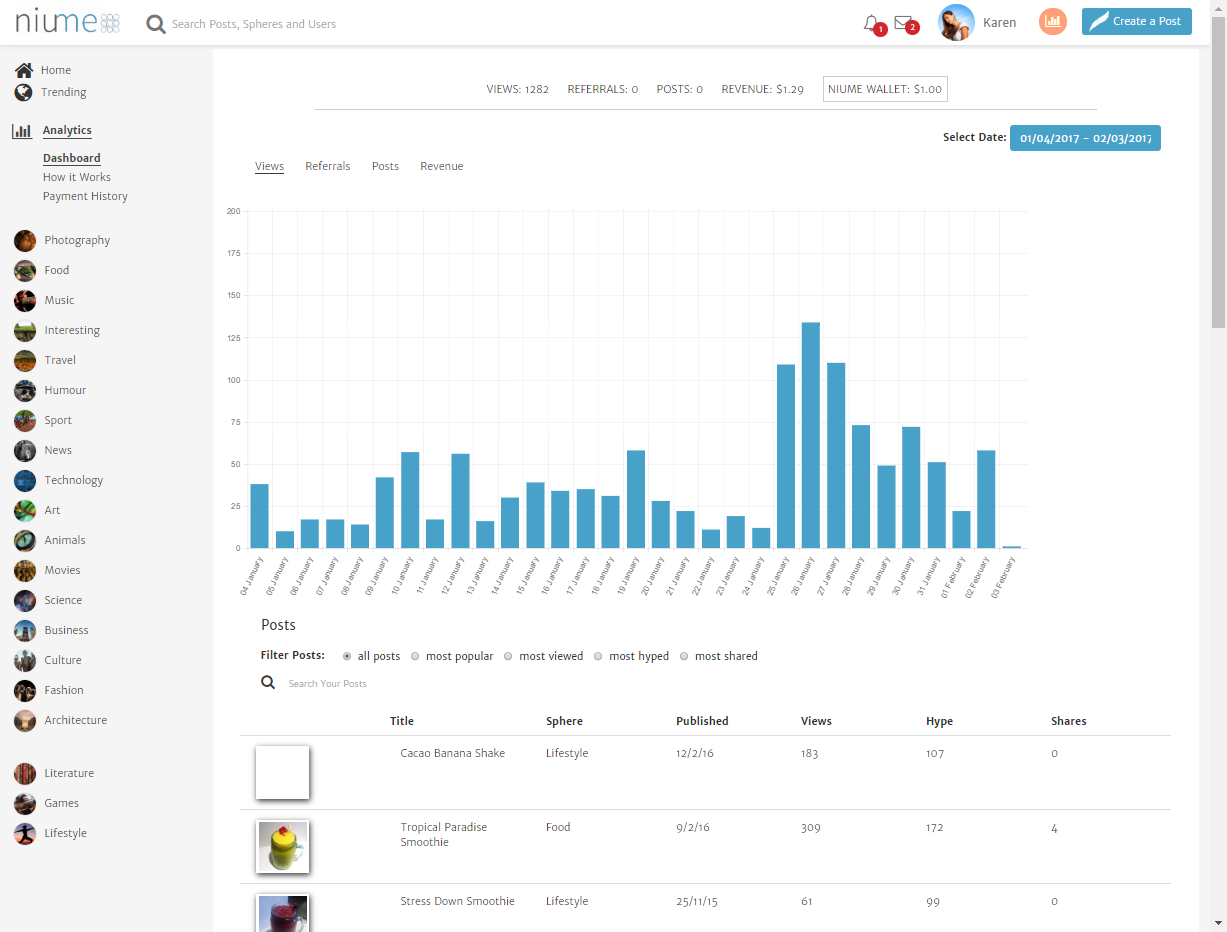 niume
Search Posts, Spheres and Users
1
2
Karen
Create a Post
Home
Trending
Analytics
Dashboard
How it Works
Payment History
Photography
Food
Music
Interesting
Travel
Humour
Sport
News
Technology
Art
Animals
Movies
Science
Business
Culture
Fashion
Architecture
Literature
Games
Lifestyle
VIEWS: 1282 REFERRALS: 0 POSTS: 0 REVENUE: $1.29 NIUME WALLET: $1.00
Select Date: 01/04/2017 - 02/03/2017
Views Referrals Posts Revenue
200
175
150
125
100
75
50
25
0
04 January 05 January 06 January 07 January 08 January 09 January 10 January 11 January 12 January 13 January 14 January 15 January 16 January 17 January 18 January 19 January 20 January 21 January 22 January 23 January 24 January 25 January 26 January 27 January 28 January 29 January 30 January 31 January 01 February 02 February 03 February
Posts
Filter Posts: all posts most popular most viewed most hyped most shared
Search Your Posts
Title Sphere Published Views Hype Shares
Cacao Banana Shake Lifestyle 12/2/16 183 107 0
Tropical Paradise Food 9/2/16 309 172 4
Smoothie
Stress Down Smoothie Lifestyle 25/11/15 61 99 0